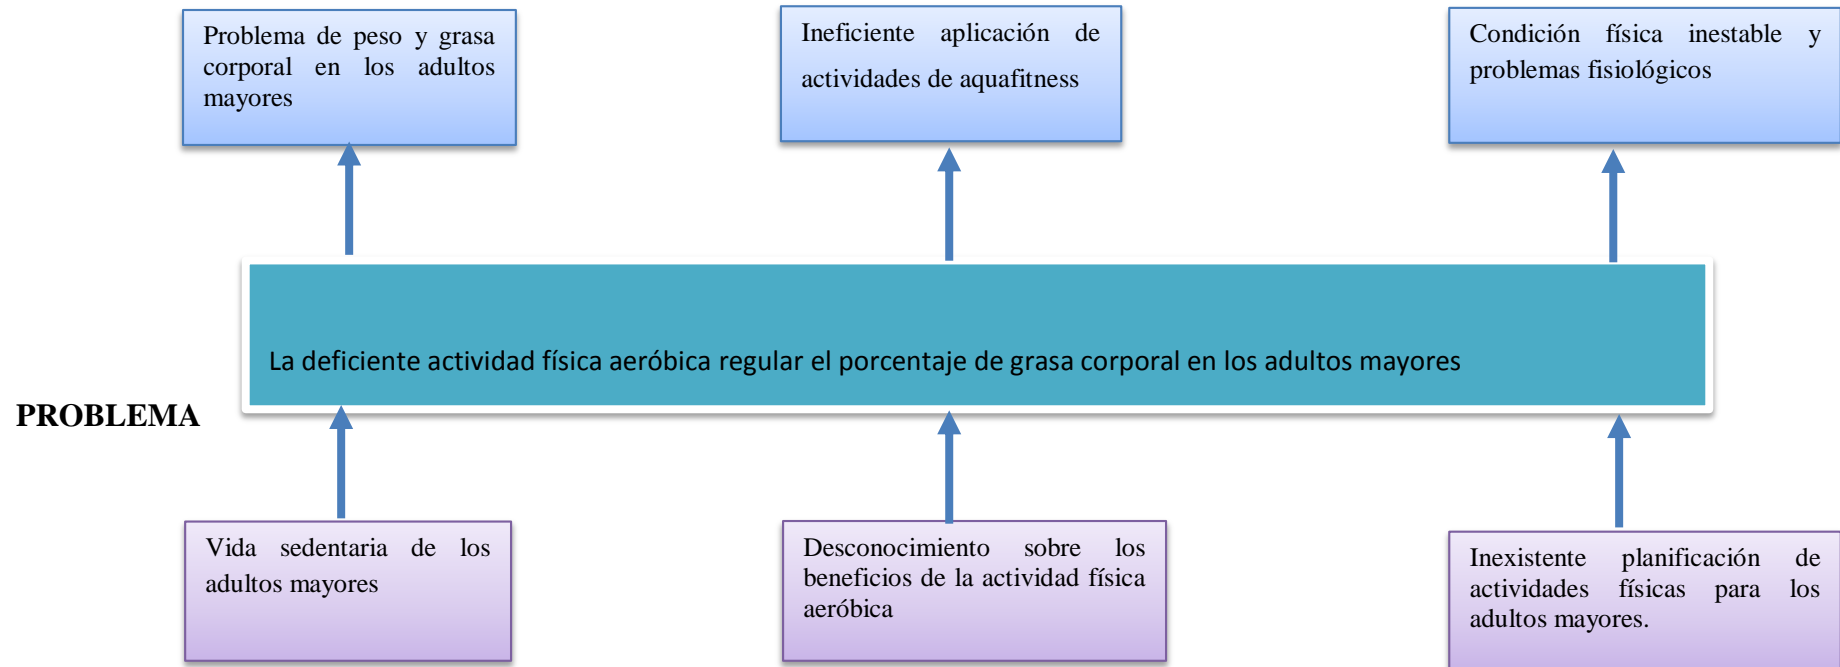 Problema de peso y grasa
corporal en los adultos
mayores
Ineficiente aplicación de
actividades de aquafitness
Condición física inestable y
problemas fisiológicos
La deficiente actividad física aeróbica regular el porcentaje de grasa corporal en los adultos mayores
PROBLEMA
Vida sedentaria de los
adultos mayores
Desconocimiento sobre los
beneficios de la actividad física
aeróbica
Inexistente planificación de
actividades físicas para los
adultos mayores.